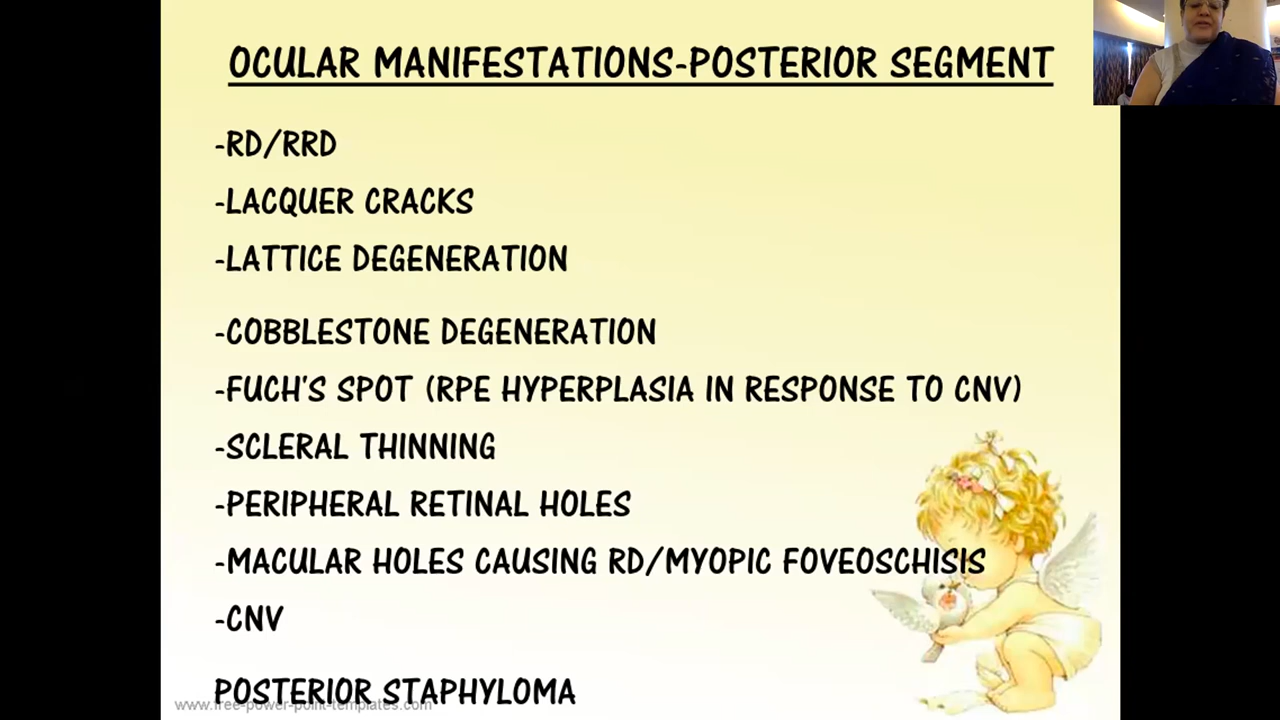 OCULAR MANIFESTATIONS-POSTERIOR SEGMENT
-RD/RRD
-LACQUER CRACKS
-LATTICE DEGENERATION
-COBBLESTONE DEGENERATION
-FUCH'S SPOT (RPE HYPERPLASIA IN RESPONSE TO CNV)
-SCLERAL THINNING
-PERIPHERAL RETINAL HOLES
-MACULAR HOLES CAUSING RD/MYOPIC FOVEOSCHISIS
-CNV
POSTERIOR STAPHYLOMA
www.free-power-point-templates.com